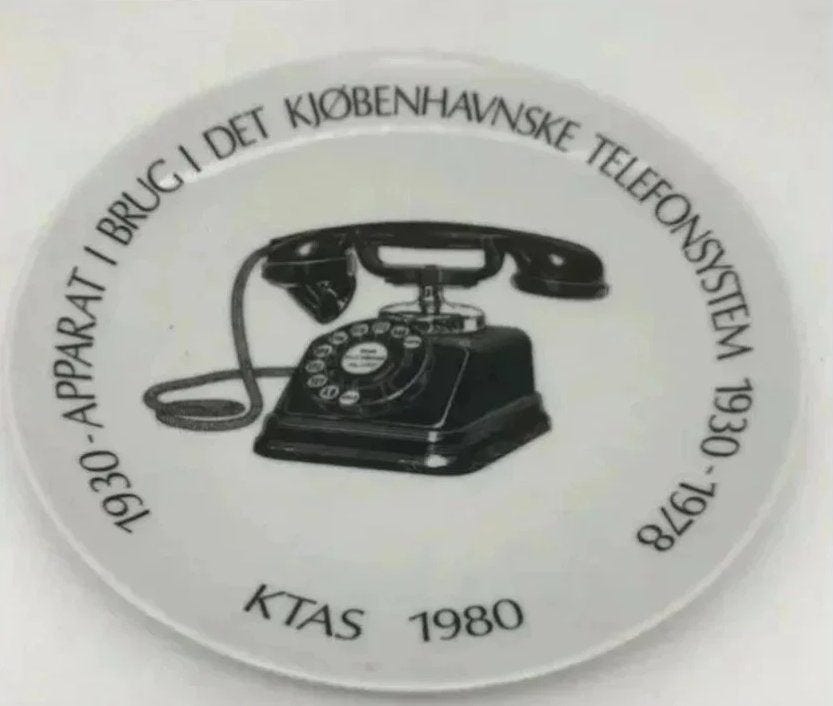 1930-APPARAT I BRUG I DET KJØBENHAVNSKE TELEFONSYSTEM 1930-1978
KTAS 1980